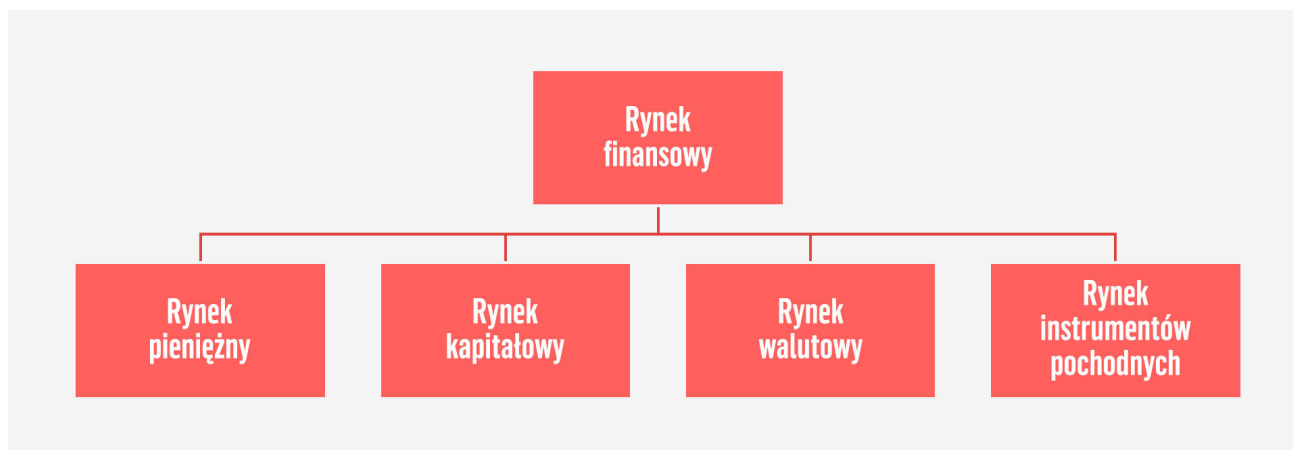 Rynek
finansowy
Rynek
pieniężny
Rynek
kapitałowy
Rynek
walutowy
Rynek
instrumentów
pochodnych